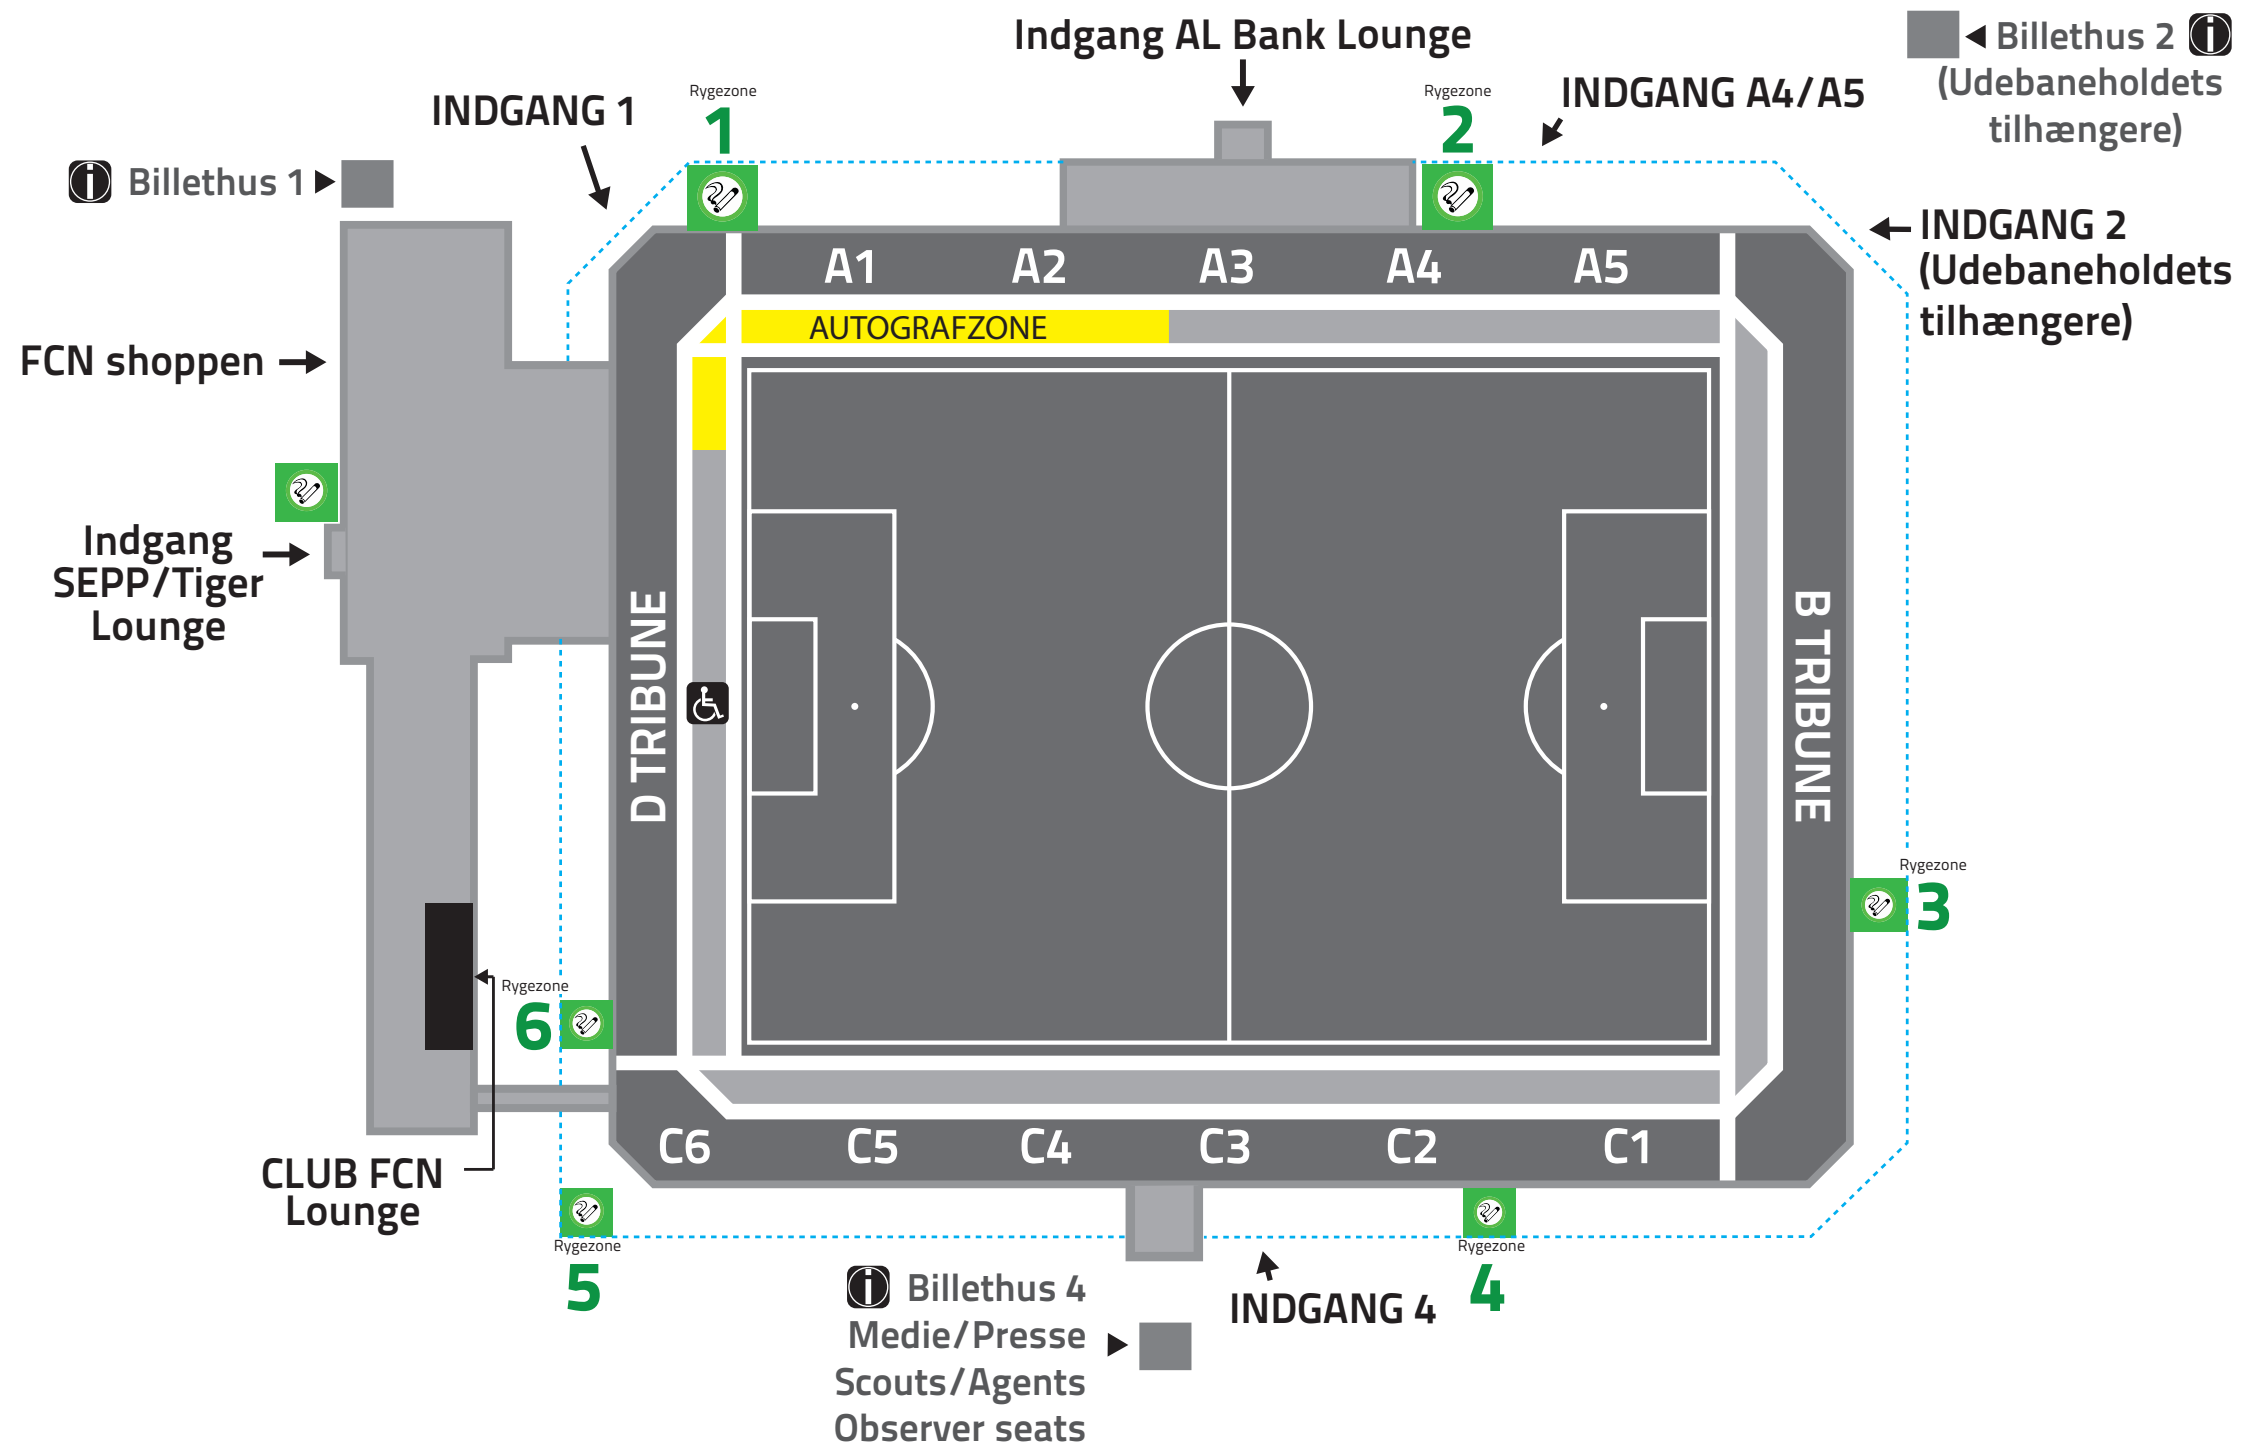 Indgang AL Bank Lounge
Billethus 2
(Udebaneholdets
tilhængere)
INDGANG 1
Rygezone
1
Rygezone
2
INDGANG A4/A5
Billethus 1
INDGANG 2
(Udebaneholdets
tilhængere)
A1 A2 A3 A4 A5
AUTOGRAFZONE
FCN shoppen
Indgang
SEPP/Tiger
Lounge
D TRIBUNE
B TRIBUNE
Rygezone
3
Rygezone
6
C6 C5 C4 C3 C2 C1
CLUB FCN
Lounge
Rygezone
5
Rygezone
4
Billethus 4
Medie/Presse
Scouts/Agents
Observer seats
INDGANG 4